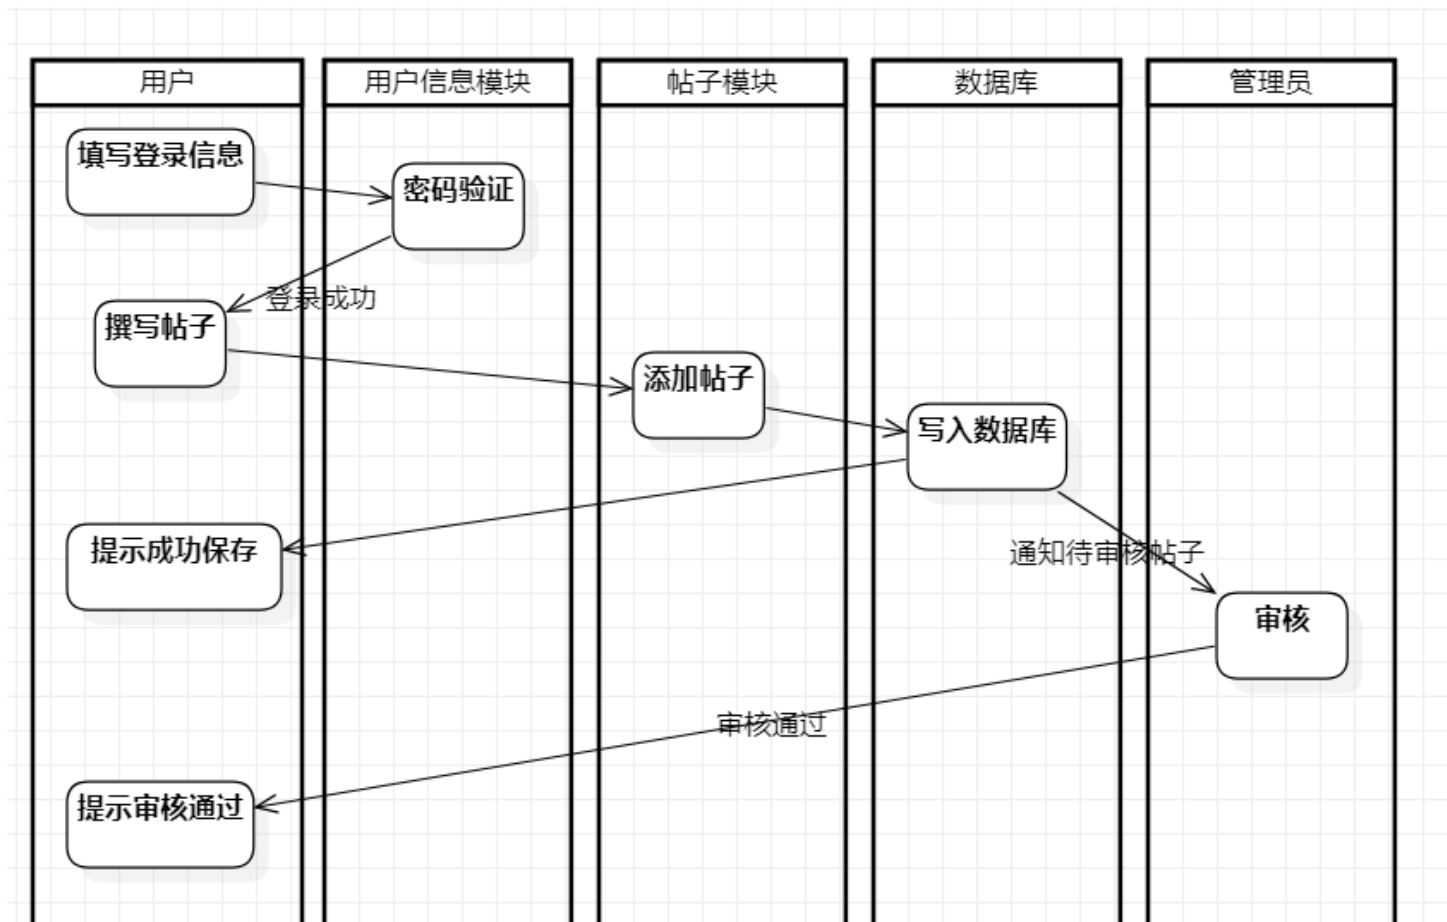 用户
用户信息模块
帖子模块
数据库
管理员
填写登录信息
密码验证
登录成功
撰写帖子
添加帖子
写入数据库
提示成功保存
通知待审核帖子
审核
审核通过
提示审核通过